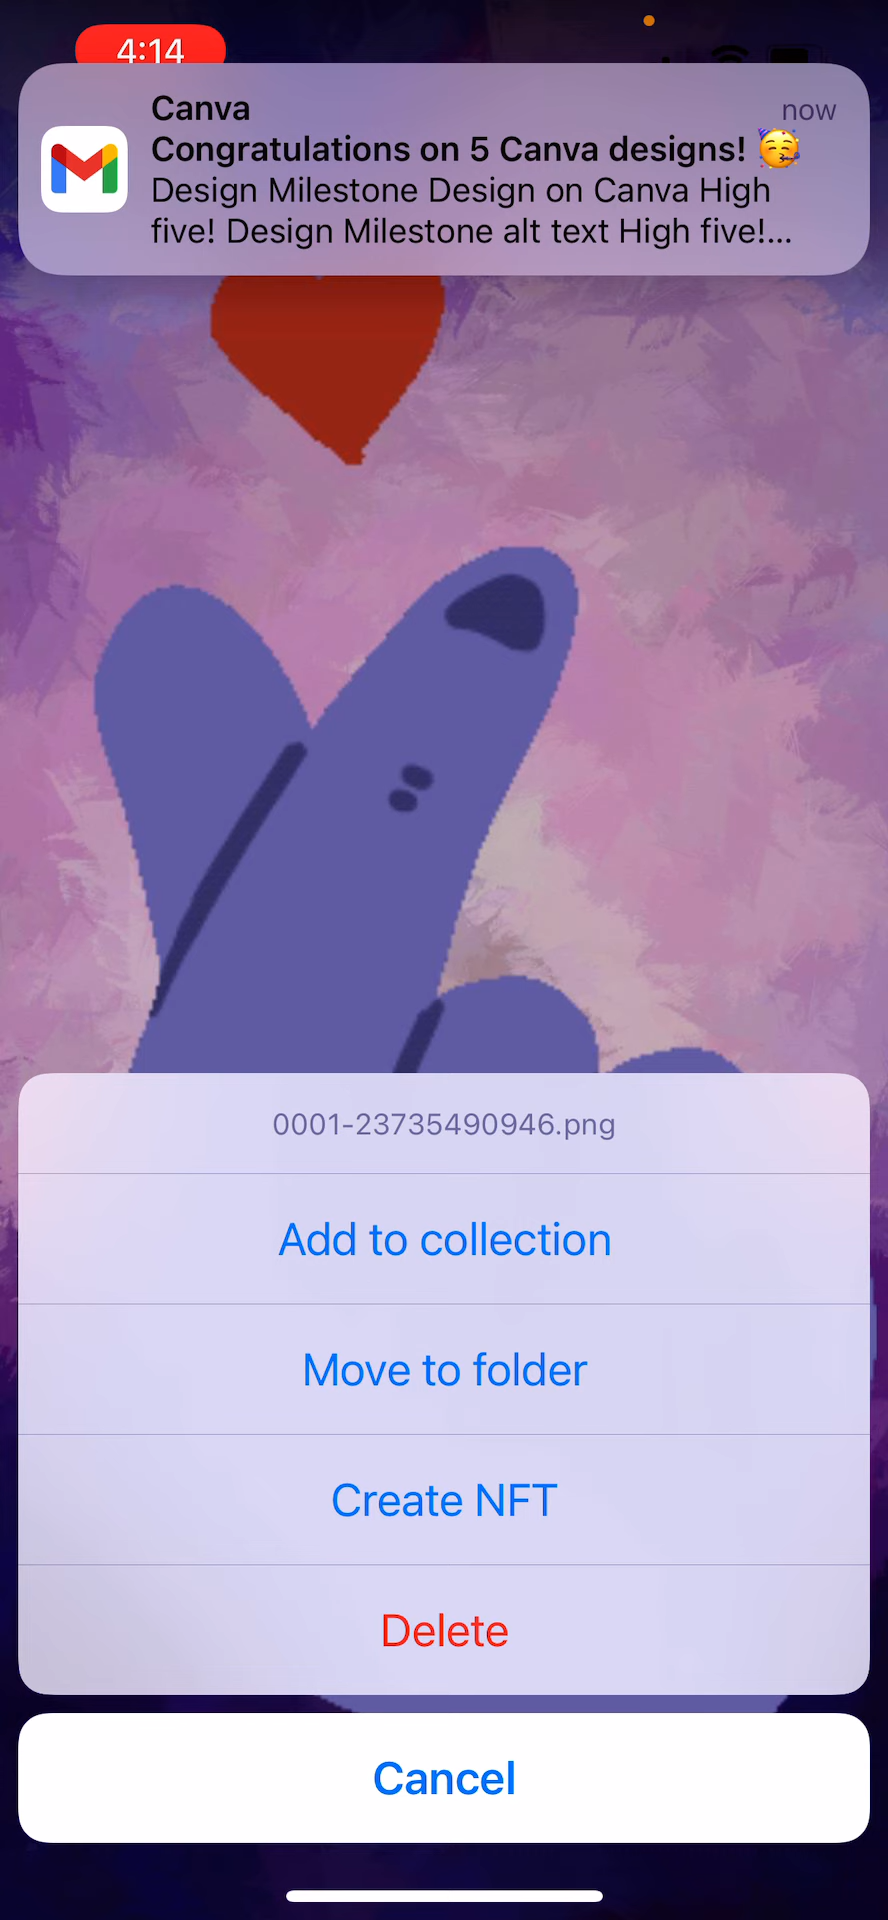 4:14
Canva
now
Congratulations on 5 Canva designs! 🥳
Design Milestone Design on Canva High
five! Design Milestone alt text High five!...
0001-23735490946.png
Add to collection
Move to folder
Create NFT
Delete
Cancel